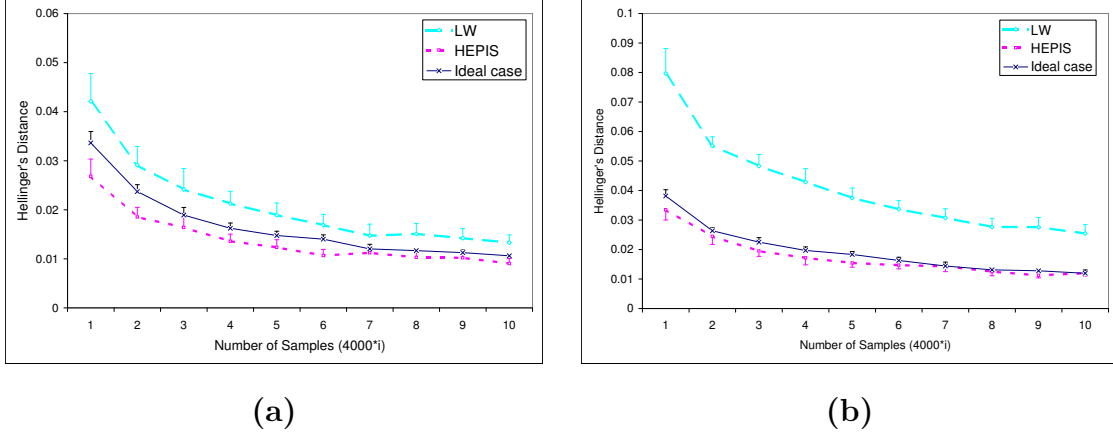 0.06
0.05
0.04
0.03
0.02
0.01
0
Hellinger's Distance
1 2 3 4 5 6 7 8 9 10
Number of Samples (4000*i)
LW
HEPIS
Ideal case
(a)
0.1
0.09
0.08
0.07
0.06
0.05
0.04
0.03
0.02
0.01
0
Hellinger's Distance
1 2 3 4 5 6 7 8 9 10
Number of Samples (4000*i)
LW
HEPIS
Ideal case
(b)